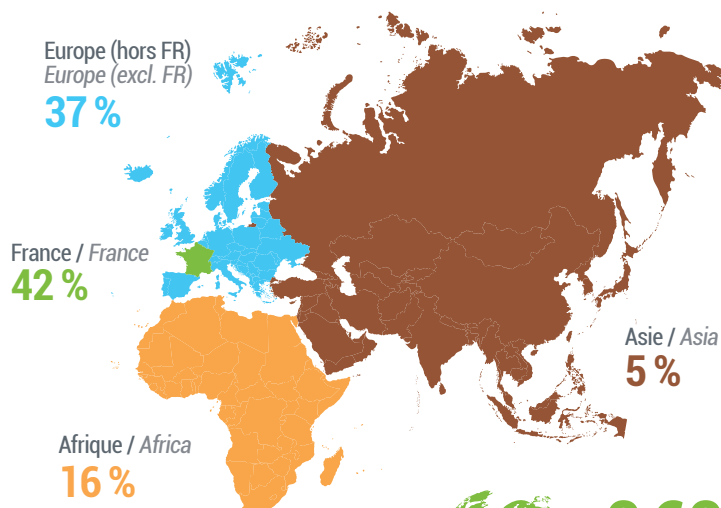 Europe (hors FR)
Europe (excl. FR)
37 %
France / France
42 %
Asie / Asia
5 %
Afrique / Africa
16 %